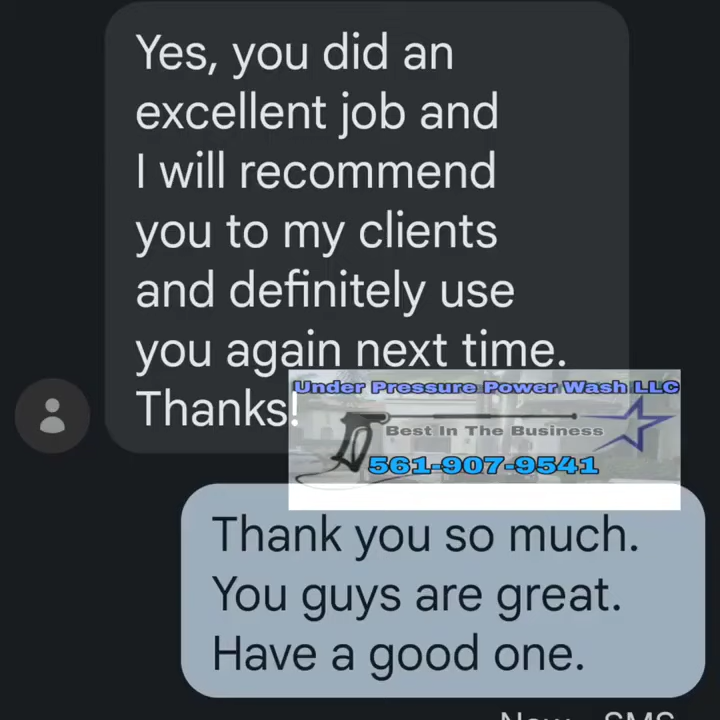 Yes, you did an
excellent job and
I will recommend
you to my clients
and definitely use
you again next time.
Thanks!
Under Pressure Power Wash LLC
Best In The Business
561-907-9541
Thank you so much.
You guys are great.
Have a good one.
Now SMS